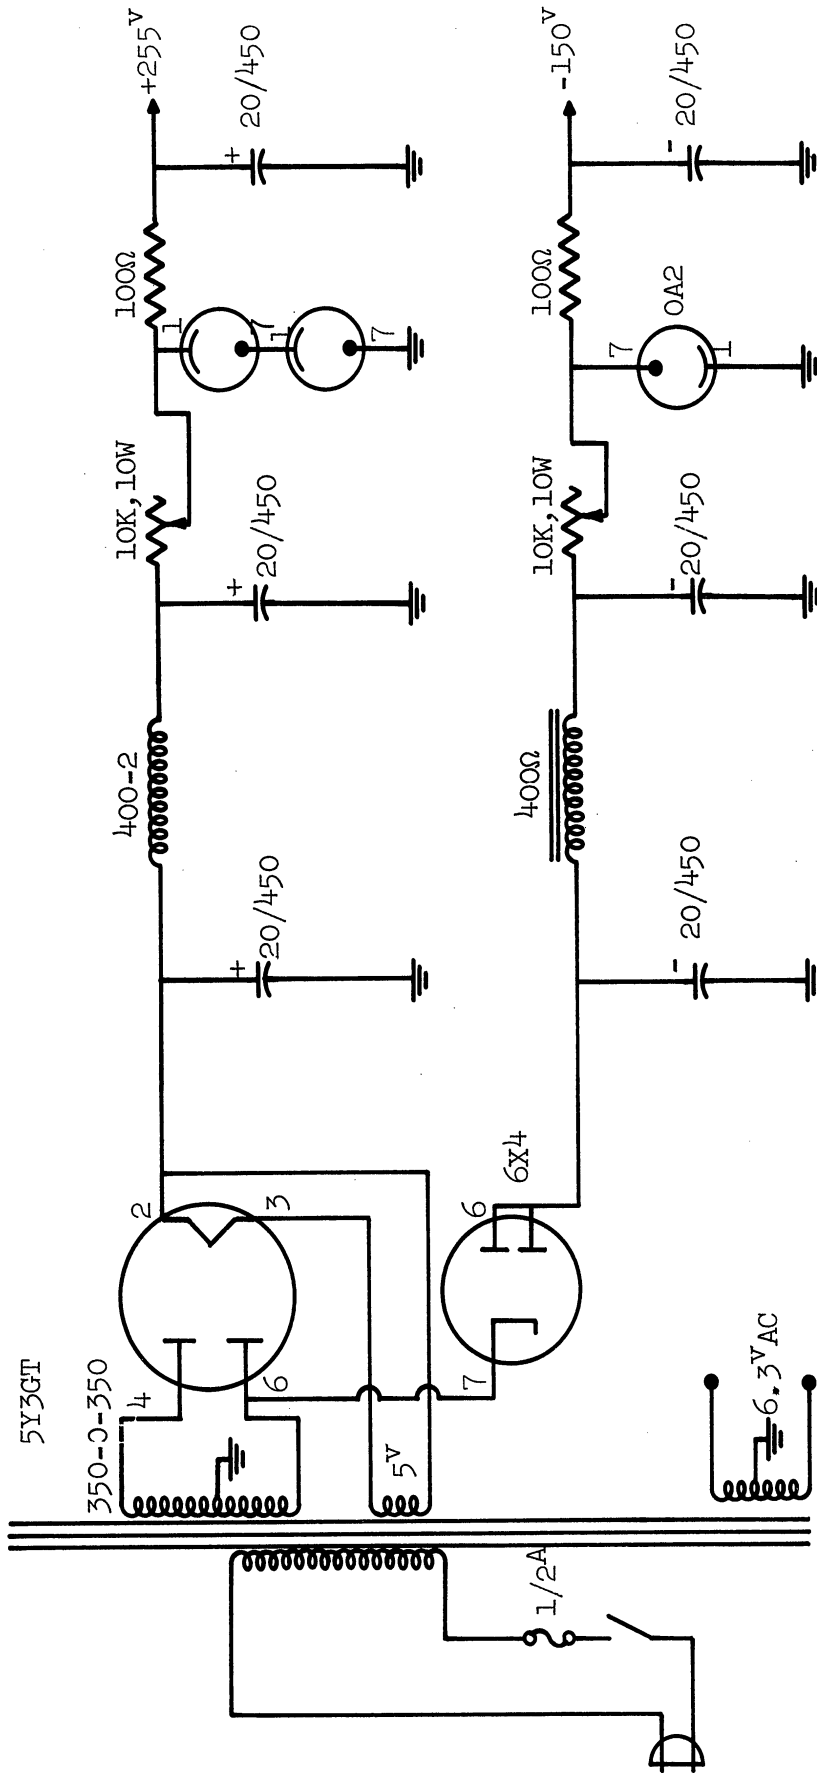 5Y3GT
350-0-350
4
6
2
3
5V
400-2
+
20/450
+
20/450
10K, 10W
1
7
1
7
100Ω
+
20/450
+255V
7
6
6X4
400Ω
-
20/450
-
20/450
10K, 10W
7
1
0A2
100Ω
-
20/450
-150V
6.3VAC
1/2A